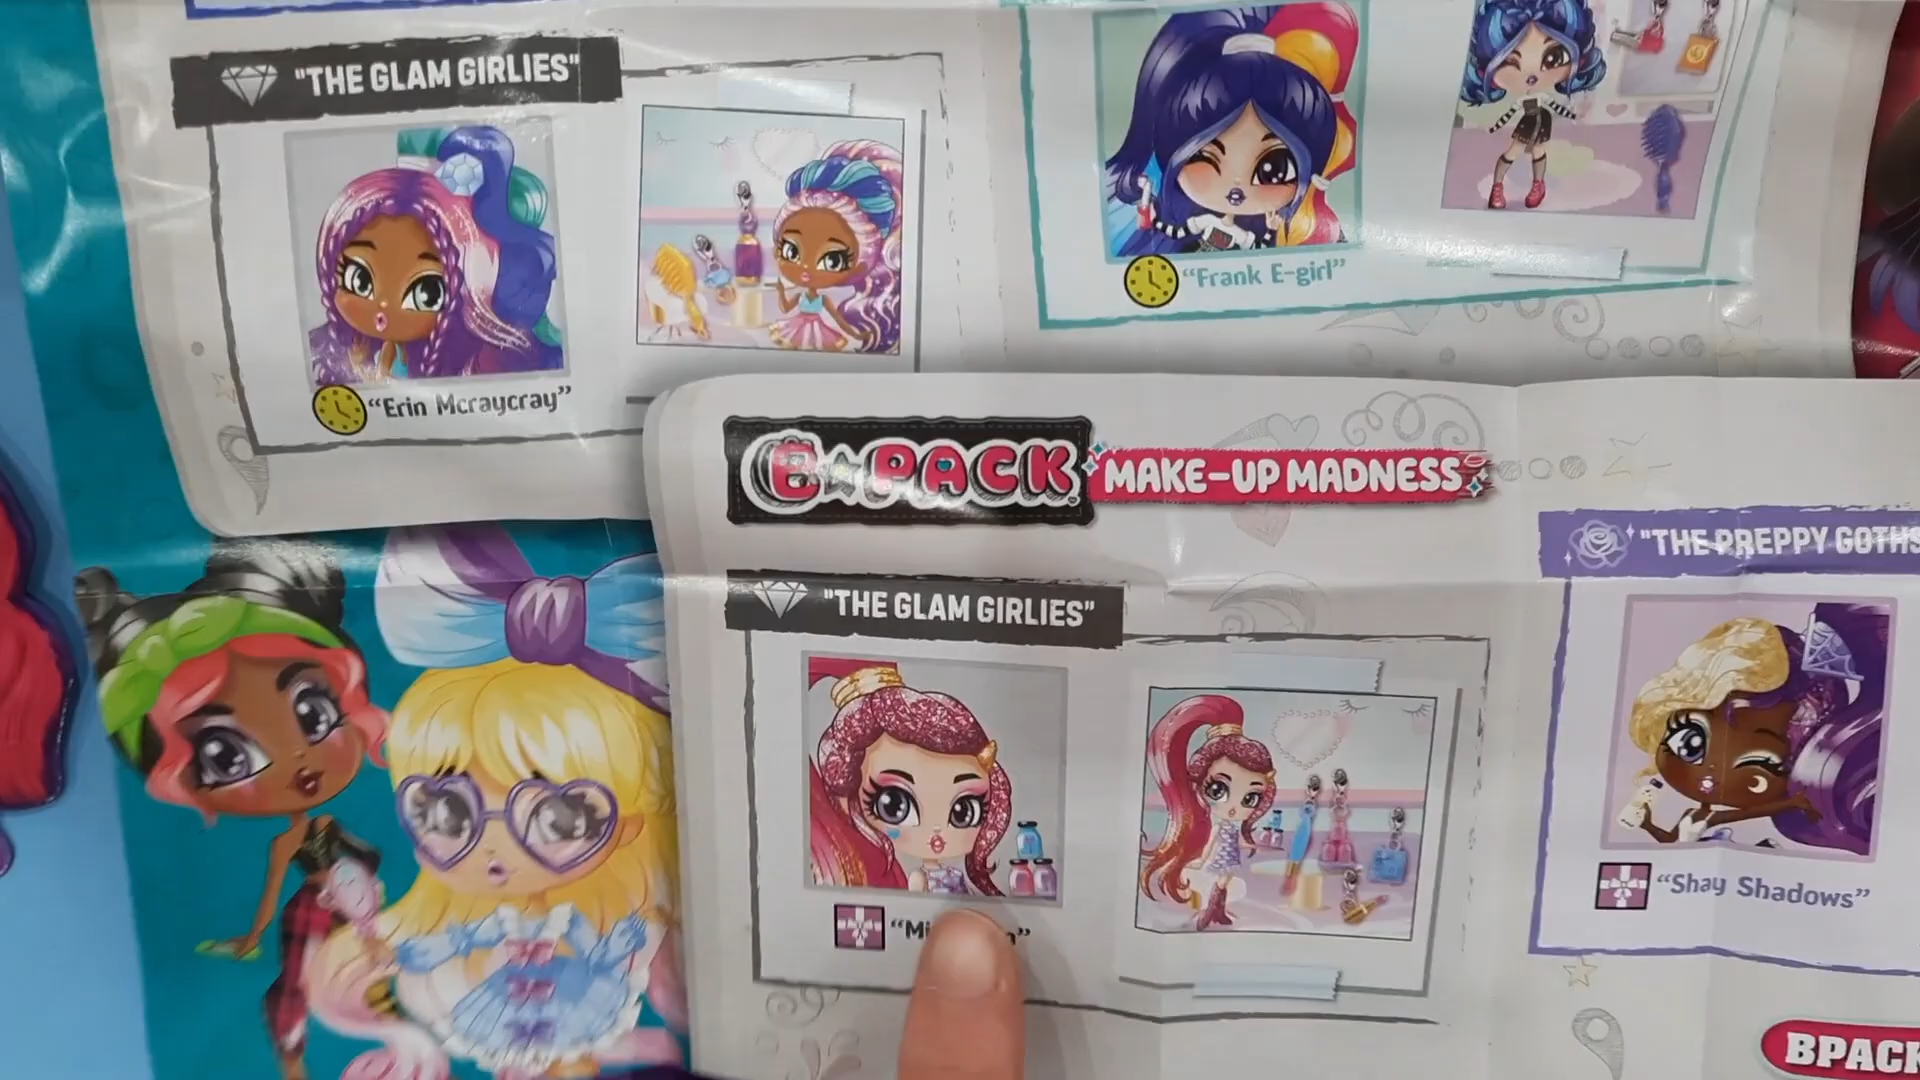 "THE GLAM GIRLIES"
"Frank E-girl"
"Erin Mcraycray"
E★PACK MAKE-UP MADNESS
"THE GLAM GIRLIES"
"THE PREPPY GOTHS
"Shay Shadows"
BPACK